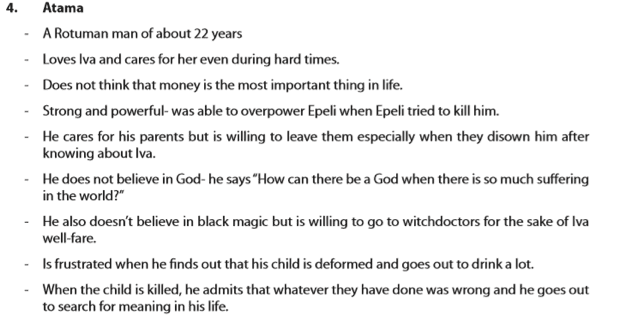 4. Atama
- A Rotuman man of about 22 years
- Loves Iva and cares for her even during hard times.
- Does not think that money is the most important thing in life.
- Strong and powerful- was able to overpower Epeli when Epeli tried to kill him.
- He cares for his parents but is willing to leave them especially when they disown him after
knowing about Iva.
- He does not believe in God- he says “How can there be a God when there is so much suffering
in the world?”
- He also doesn’t believe in black magic but is willing to go to witchdoctors for the sake of Iva
well-fare.
- Is frustrated when he finds out that his child is deformed and goes out to drink a lot.
- When the child is killed, he admits that whatever they have done was wrong and he goes out
to search for meaning in his life.